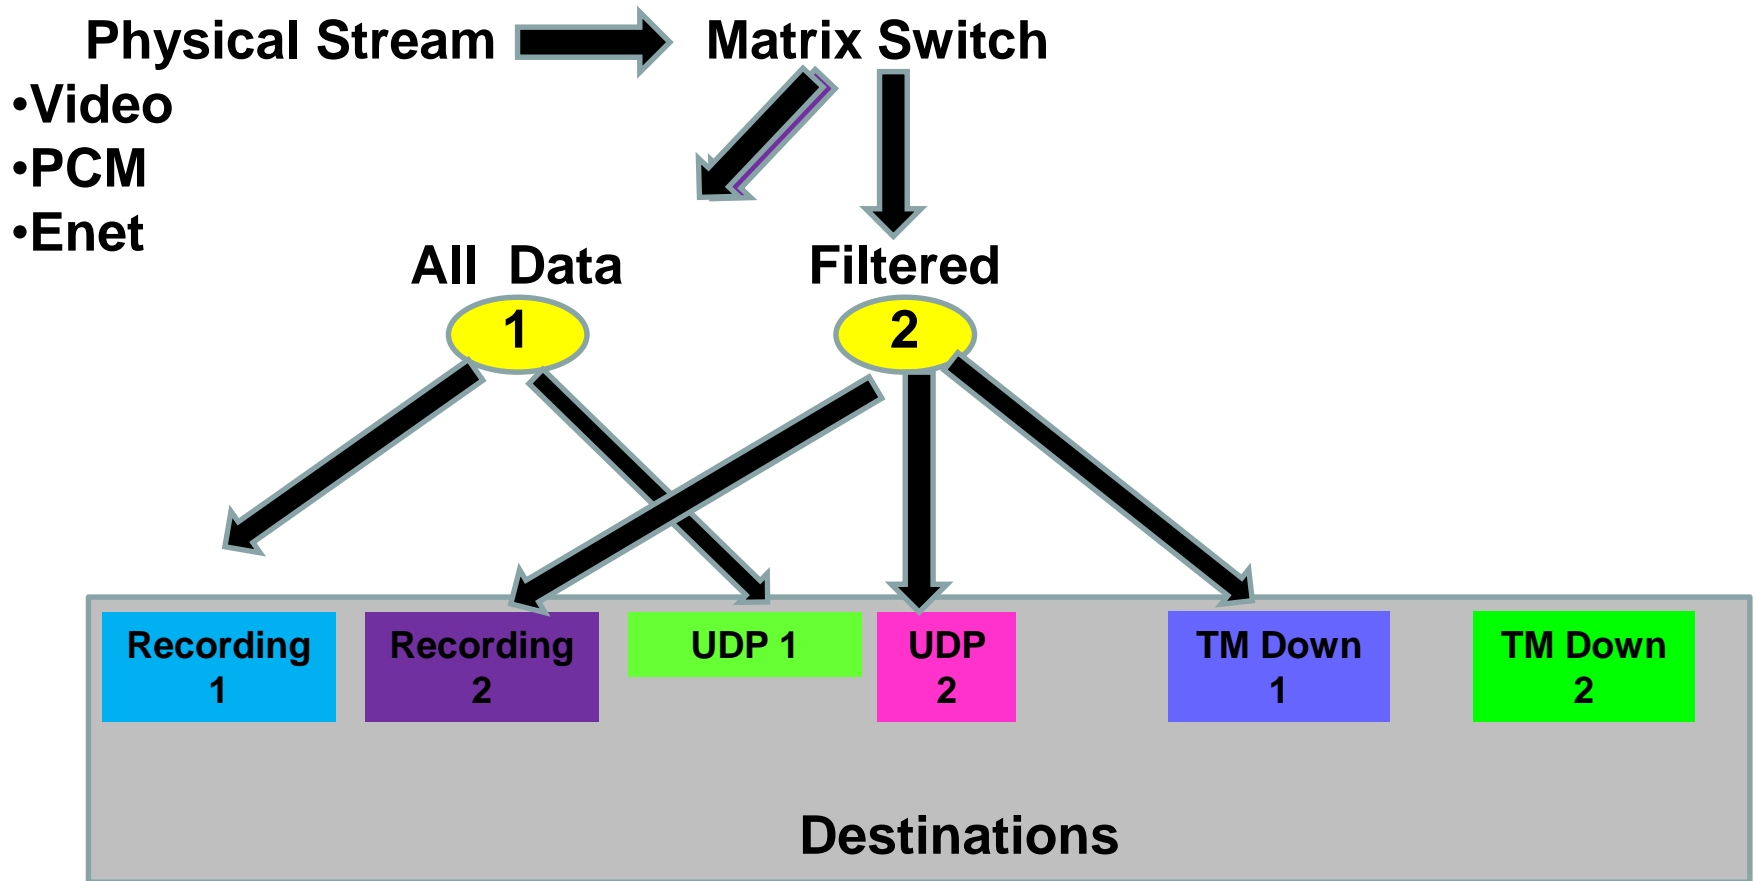 Physical Stream
Matrix Switch
•Video
•PCM
•Enet
All Data
Filtered
1
2
Recording
1
Recording
2
UDP 1
UDP
2
TM Down
1
TM Down
2
Destinations